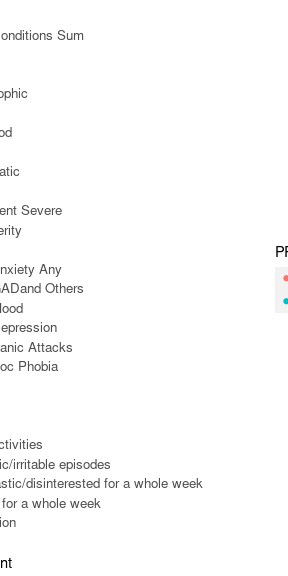 onditions Sum
ophic
od
atic
ent Severe
erity
PF
nxiety Any
GADand Others
lood
epression
anic Attacks
oc Phobia
ctivities
ic/irritable episodes
astic/disinterested for a whole week
for a whole week
ion
nt